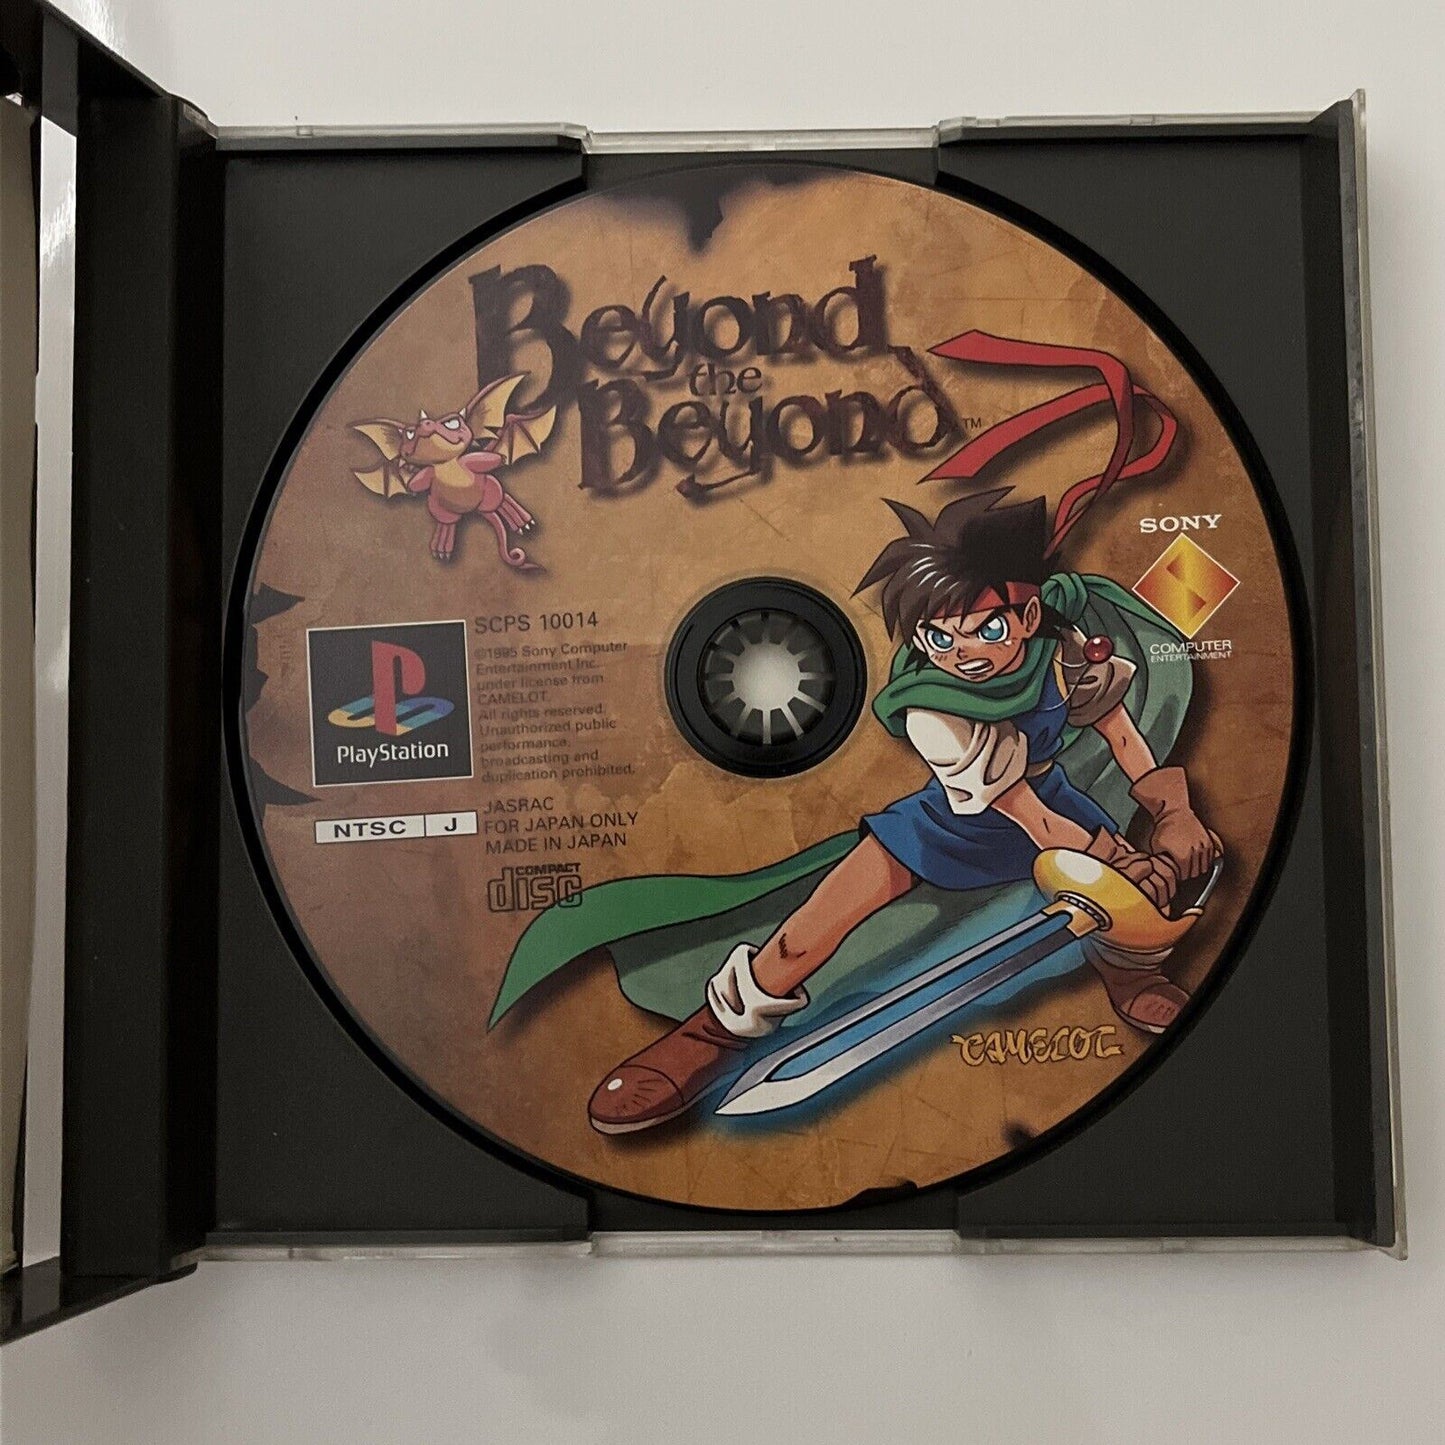 Beyond
the
Beyond™
SONY
COMPUTER
ENTERTAINMENT
SCPS 10014
©1995 Sony Computer
Entertainment Inc.
under license from
CAMELOT.
All rights reserved.
Unauthorized public
performance,
broadcasting and
duplication prohibited.
PlayStation
NTSC J
JASRAC
FOR JAPAN ONLY
MADE IN JAPAN
COMPACT
disc
CAMELOT